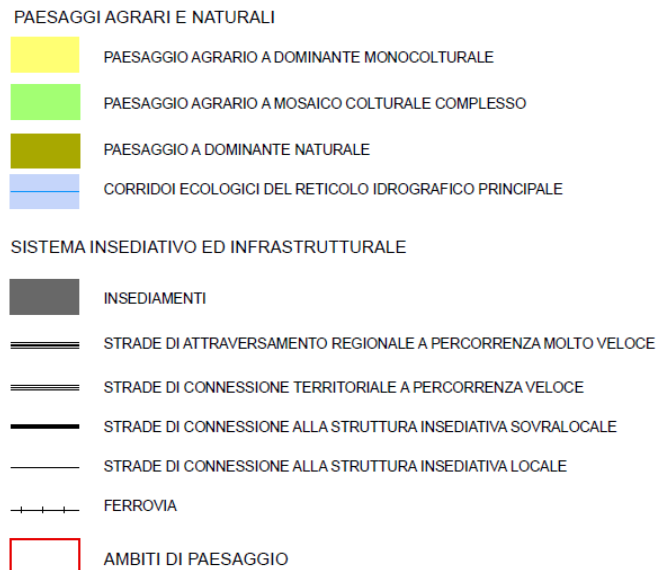 PAESAGGI AGRARI E NATURALI
PAESAGGIO AGRARIO A DOMINANTE MONOCOLTURALE
PAESAGGIO AGRARIO A MOSAICO COLTURALE COMPLESSO
PAESAGGIO A DOMINANTE NATURALE
CORRIDOI ECOLOGICI DEL RETICOLO IDROGRAFICO PRINCIPALE
SISTEMA INSEDIATIVO ED INFRASTRUTTURALE
INSEDIAMENTI
STRADE DI ATTRAVERSAMENTO REGIONALE A PERCORRENZA MOLTO VELOCE
STRADE DI CONNESSIONE TERRITORIALE A PERCORRENZA VELOCE
STRADE DI CONNESSIONE ALLA STRUTTURA INSEDIATIVA SOVRALOCALE
STRADE DI CONNESSIONE ALLA STRUTTURA INSEDIATIVA LOCALE
FERROVIA
AMBITI DI PAESAGGIO